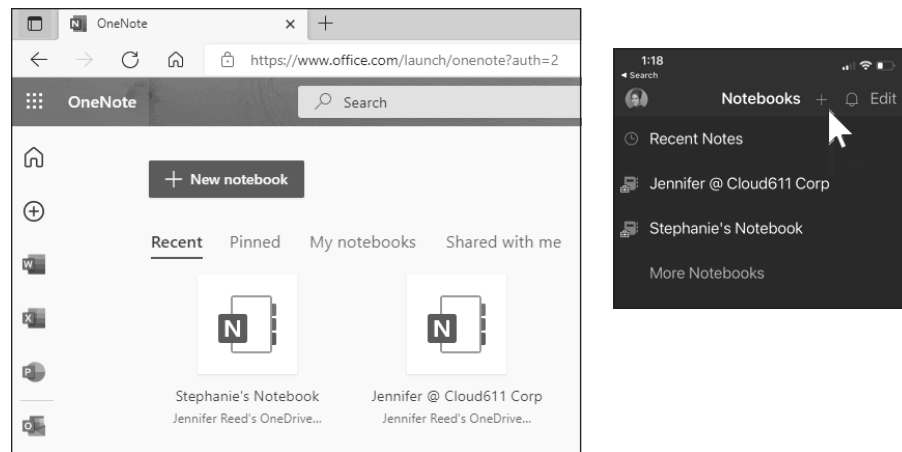 OneNote
https://www.office.com/launch/onenote?auth=2
OneNote
Search
New notebook
Recent Pinned My notebooks Shared with me
N
N
Stephanie's Notebook
Jennifer @ Cloud611 Corp
Jennifer Reed's OneDrive...
Jennifer Reed's OneDrive...
W
X
P
1:18
Search
Notebooks
Edit
Recent Notes
Jennifer @ Cloud611 Corp
Stephanie's Notebook
More Notebooks